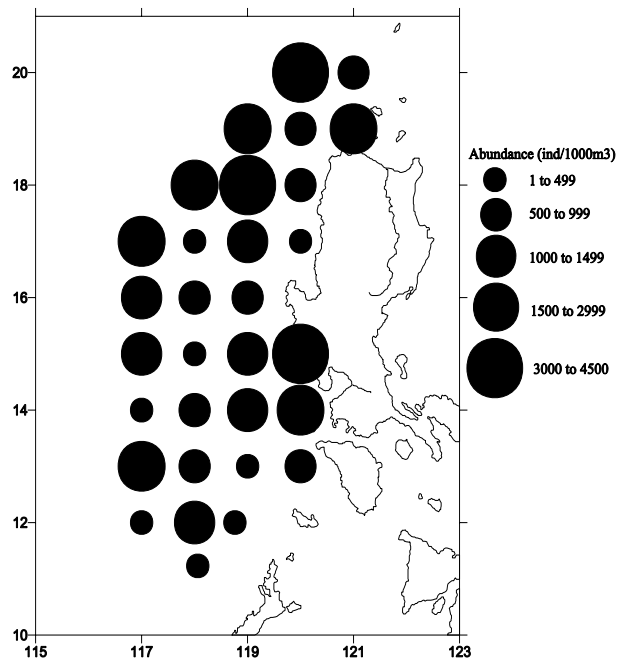 20
18
16
14
12
10
115
117
119
121
123
Abundance (ind/1000m3)
1 to 499
500 to 999
1000 to 1499
1500 to 2999
3000 to 4500